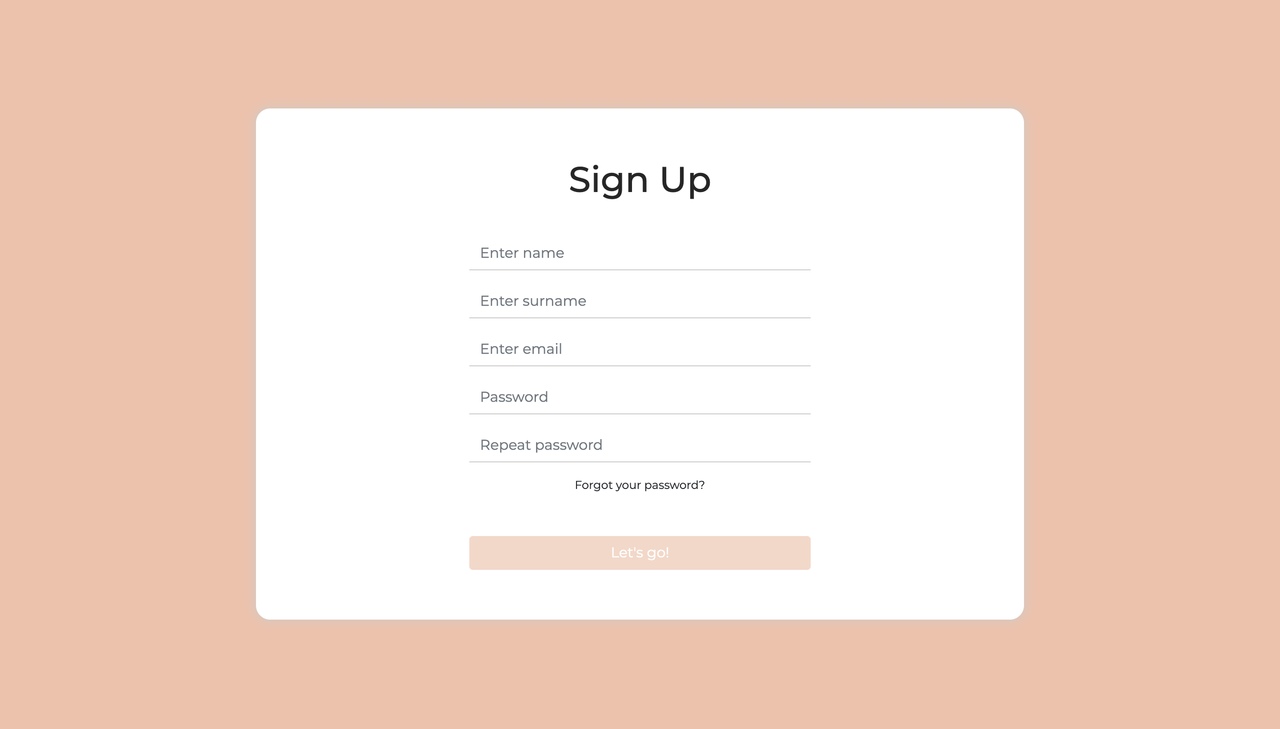 Sign Up
Enter name
Enter surname
Enter email
Password
Repeat password
Forgot your password?
Let's go!